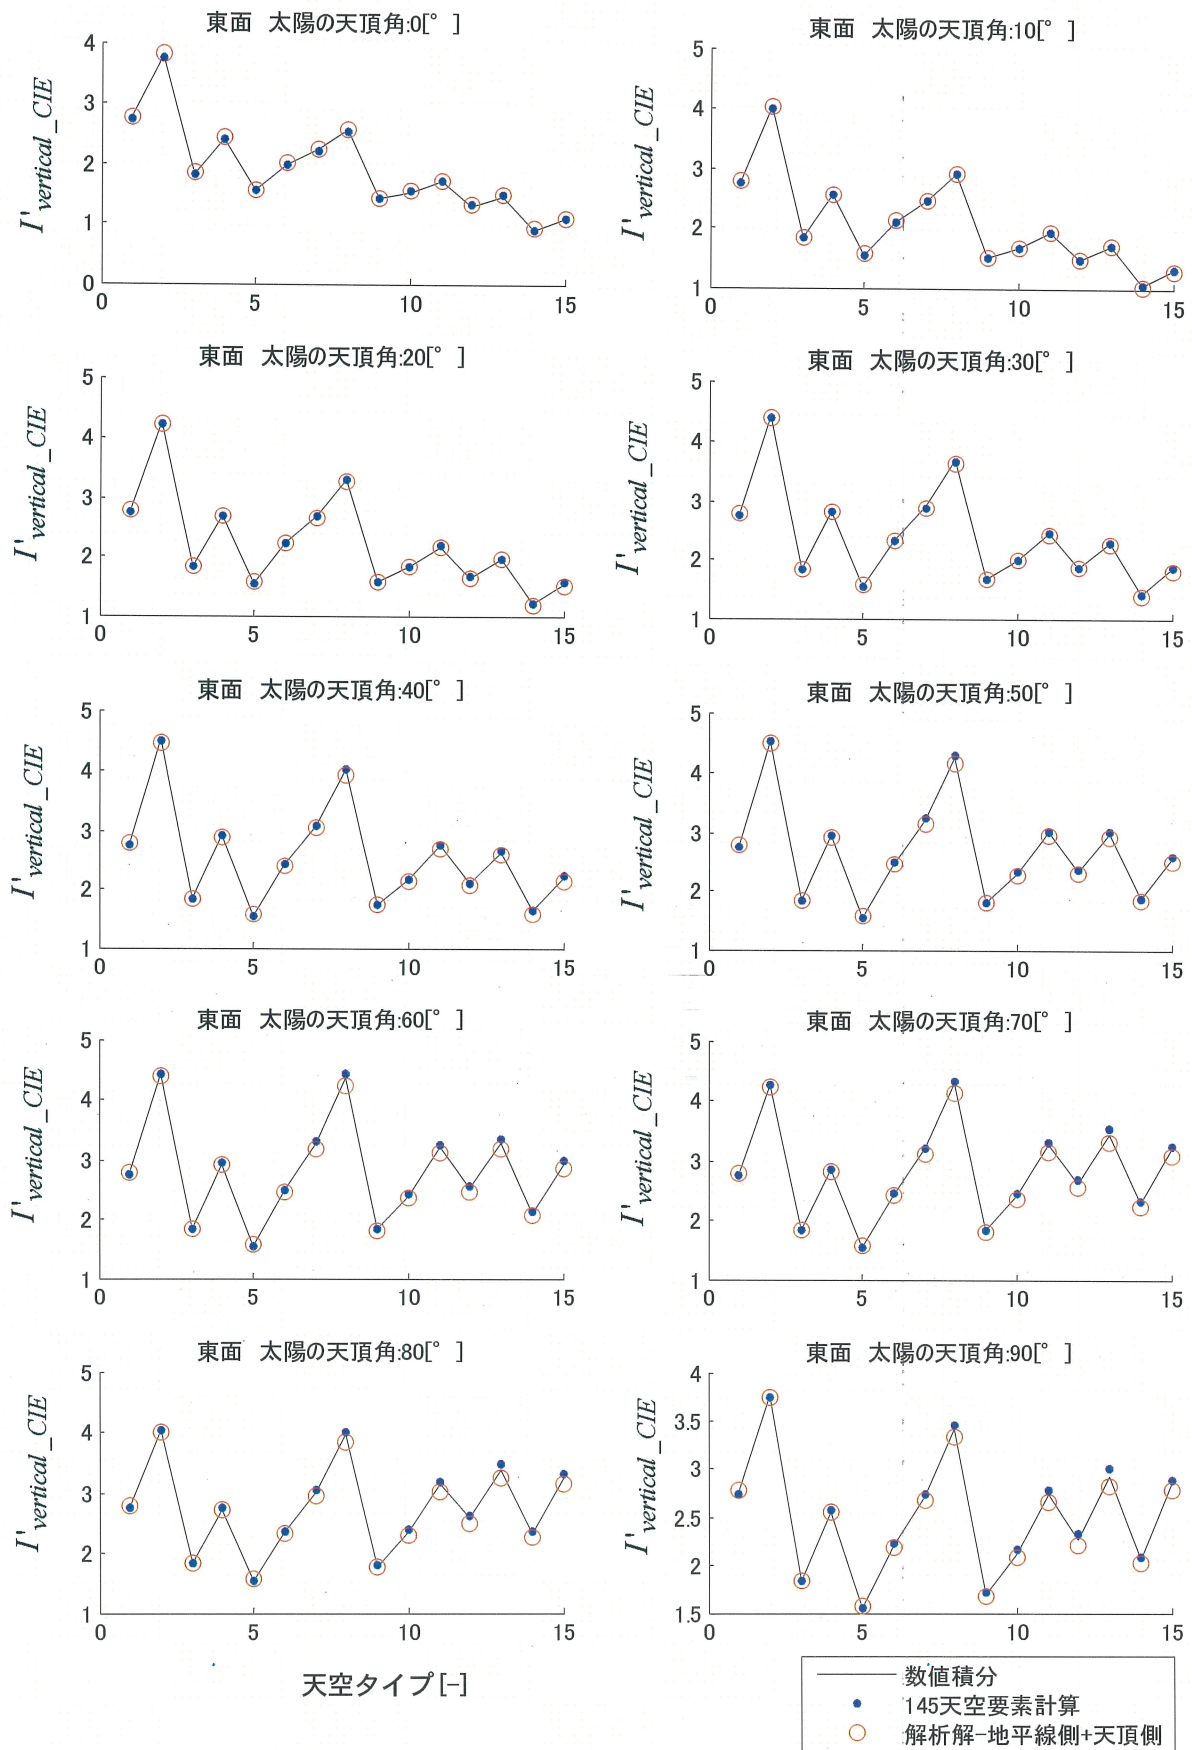 東面 太陽の天頂角:0[° ]
I'vertical_CIE
4
3
2
1
0
0 5 10 15
東面 太陽の天頂角:10[° ]
I'vertical_CIE
5
4
3
2
1
0 5 10 15
東面 太陽の天頂角:20[° ]
I'vertical_CIE
5
4
3
2
1
0 5 10 15
東面 太陽の天頂角:30[° ]
I'vertical_CIE
5
4
3
2
1
0 5 10 15
東面 太陽の天頂角:40[° ]
I'vertical_CIE
5
4
3
2
1
0 5 10 15
東面 太陽の天頂角:50[° ]
I'vertical_CIE
5
4
3
2
1
0 5 10 15
東面 太陽の天頂角:60[° ]
I'vertical_CIE
5
4
3
2
1
0 5 10 15
東面 太陽の天頂角:70[° ]
I'vertical_CIE
5
4
3
2
1
0 5 10 15
東面 太陽の天頂角:80[° ]
I'vertical_CIE
5
4
3
2
1
0 5 10 15
東面 太陽の天頂角:90[° ]
I'vertical_CIE
4
3.5
3
2.5
2
1.5
0 5 10 15
天空タイプ[-]
数値積分
145天空要素計算
解析解-地平線側+天頂側